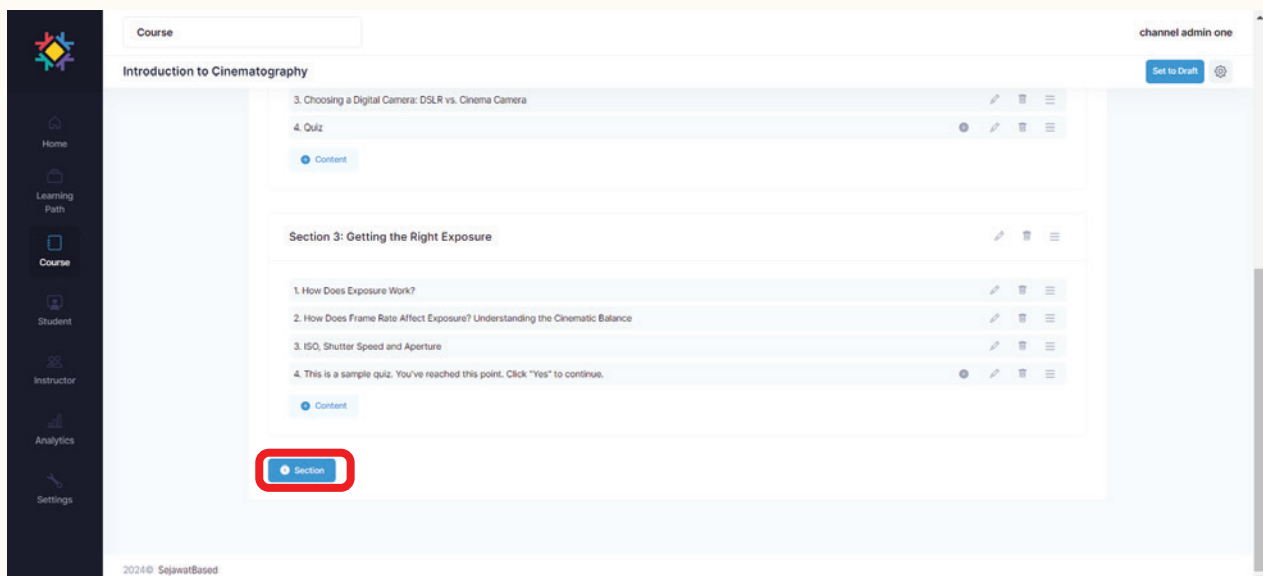 Course
channel admin one
Introduction to Cinematography
Set to Draft
Home
Learning
Path
Course
Student
Instructor
Analytics
Settings
3. Choosing a Digital Camera: DSLR vs. Cinema Camera
4. Quiz
Content
Section 3: Getting the Right Exposure
1. How Does Exposure Work?
2. How Does Frame Rate Affect Exposure? Understanding the Cinematic Balance
3. ISO, Shutter Speed and Aperture
4. This is a sample quiz. You've reached this point. Click "Yes" to continue.
Content
Section
2024© SejawatBased